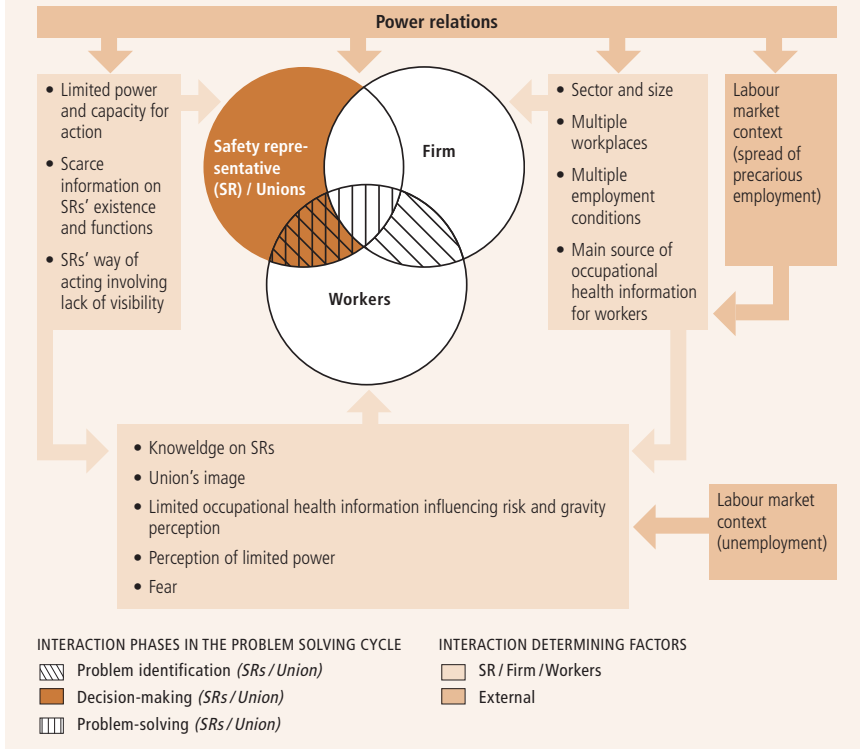 Power relations
• Limited power
and capacity for
action
• Scarce
information on
SRs’ existence
and functions
• SRs’ way of
acting involving
lack of visibility
Safety repre-
sentative
(SR) / Unions
Firm
Workers
• Sector and size
• Multiple
workplaces
• Multiple
employment
conditions
• Main source of
occupational
health information
for workers
Labour
market
context
(spread of
precarious
employment)
• Knoweldge on SRs
• Union’s image
• Limited occupational health information influencing risk and gravity
perception
• Perception of limited power
• Fear
Labour market
context
(unemployment)
INTERACTION PHASES IN THE PROBLEM SOLVING CYCLE
Problem identification (SRs / Union)
Decision-making (SRs / Union)
Problem-solving (SRs / Union)
INTERACTION DETERMINING FACTORS
SR / Firm / Workers
External